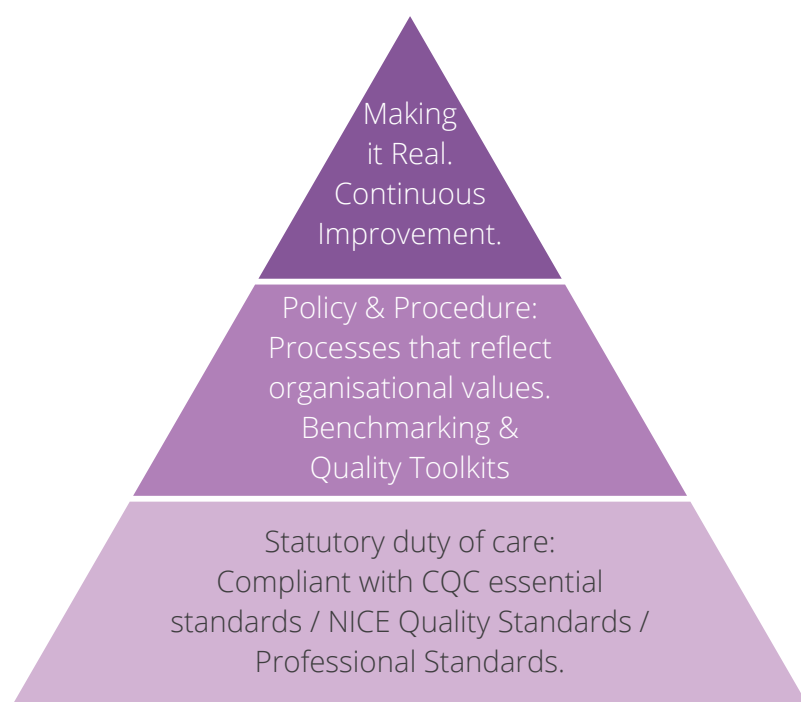 Making
it Real.
Continuous
Improvement.
Policy & Procedure:
Processes that reflect
organisational values.
Benchmarking &
Quality Toolkits
Statutory duty of care:
Compliant with CQC essential
standards / NICE Quality Standards /
Professional Standards.